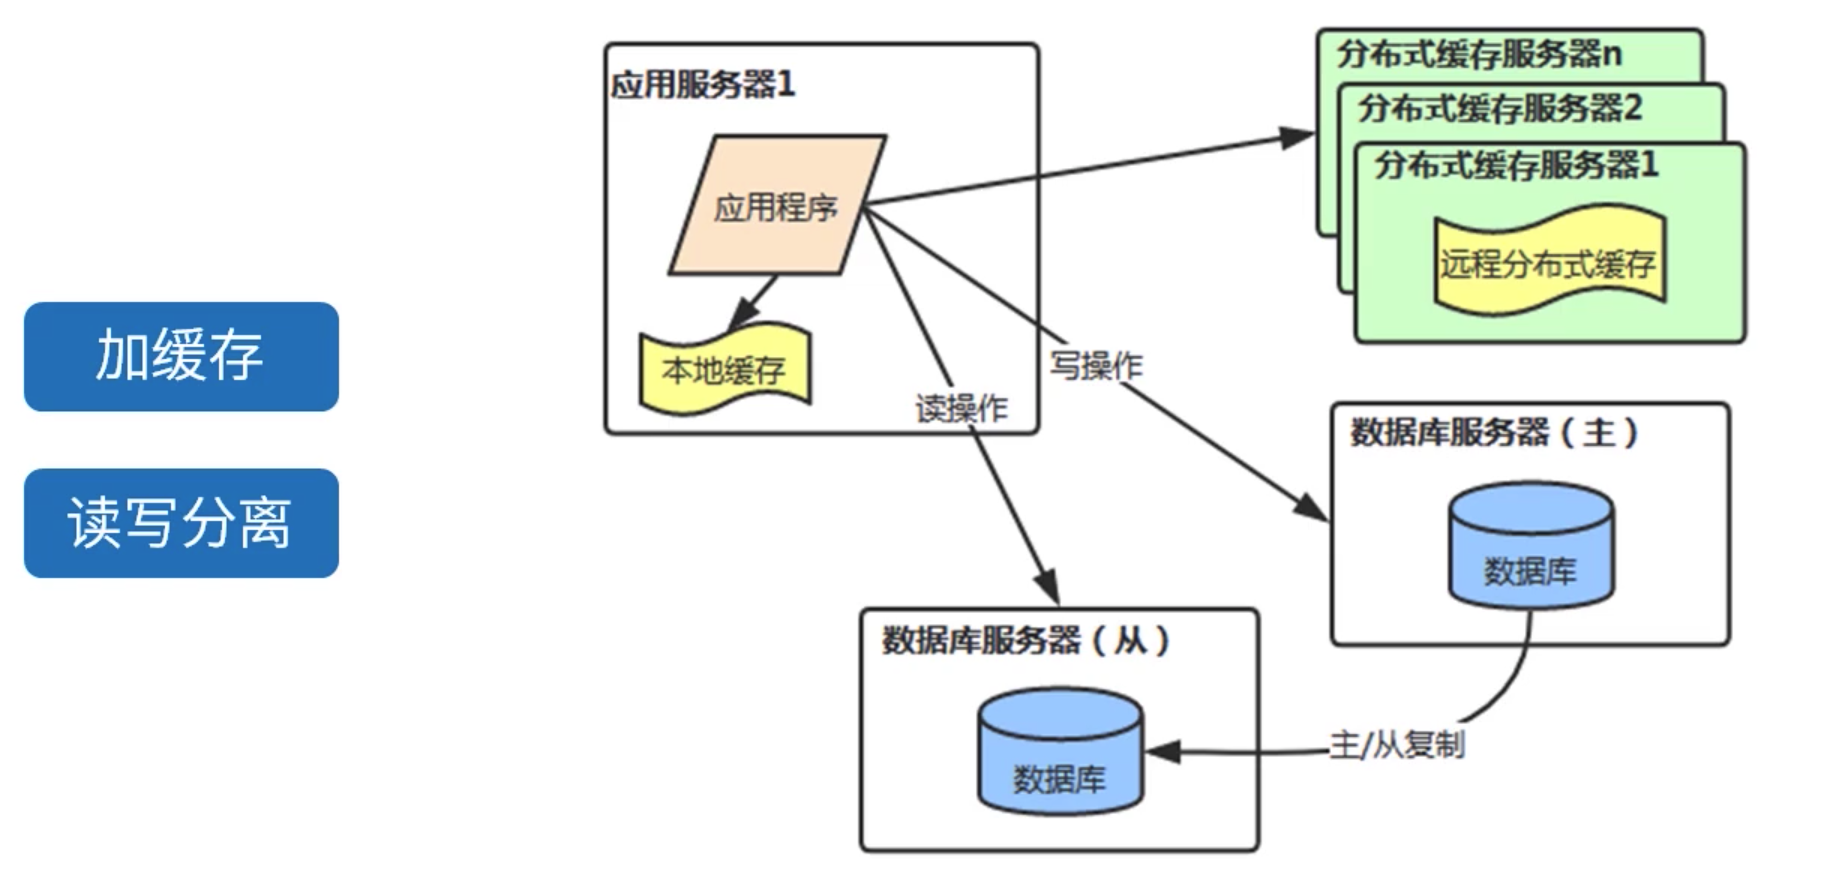 加缓存
读写分离
应用服务器1
应用程序
本地缓存
读操作
写操作
分布式缓存服务器n
分布式缓存服务器2
分布式缓存服务器1
远程分布式缓存
数据库服务器（主）
数据库
数据库服务器（从）
数据库
主/从复制